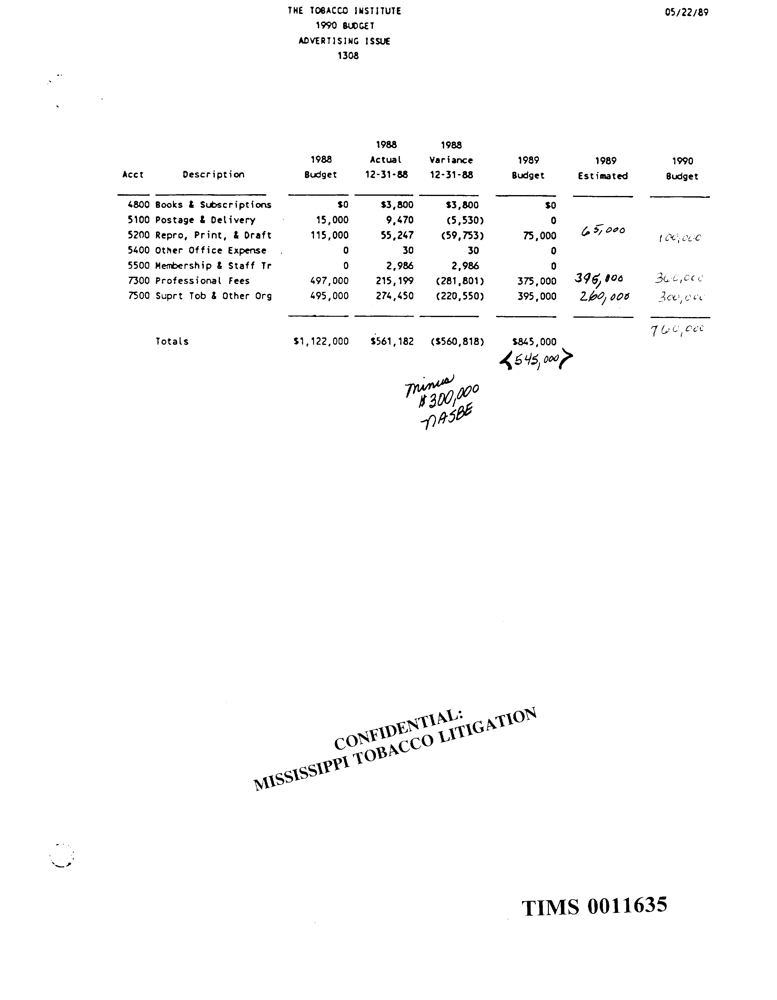 THE TOBACCO INSTITUTE 05/22/89
1990 BUDGET
ADVERTISING ISSUE
1308
1988 1988
1988 Actual Variance 1989 1989 1990
Acct Description Budget 12-31-88 12-31-88 Budget Estimated Budget
4800 Books & Subscriptions $0 $3,800 $3,800 $0
5100 Postage & Delivery 15,000 9,470 (5,530) 0
5200 Repro, Print, & Draft 115,000 55,247 (59,753) 75,000 65,000 100,000
5400 Other Office Expense 0 30 30 0
5500 Membership & Staff Tr 0 2,986 2,986 0
7300 Professional Fees 497,000 215,199 (281,801) 375,000
7500 Suprt Tob & Other Org 495,000 274,450 (220,550) 395,000 260,000 300,000
Totals $1,122,000 $561,182 ($560,818) $845,000
<545,000>
minus
$300,000
NASBE
CONFIDENTIAL:
MISSISSIPPI TOBACCO LITIGATION
TIMS 0011635